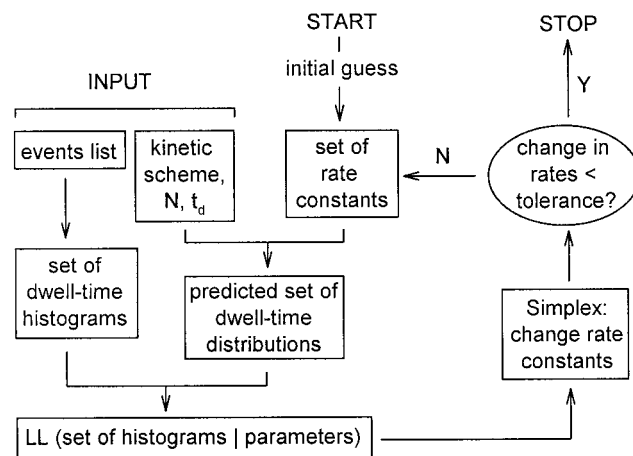 START
STOP
INPUT
initial guess
Y
events list
kinetic
scheme,
N, t_d
set of
rate
constants
N
change in
rates <
tolerance?
set of
dwell-time
histograms
predicted set of
dwell-time
distributions
Simplex:
change rate
constants
LL (set of histograms | parameters)